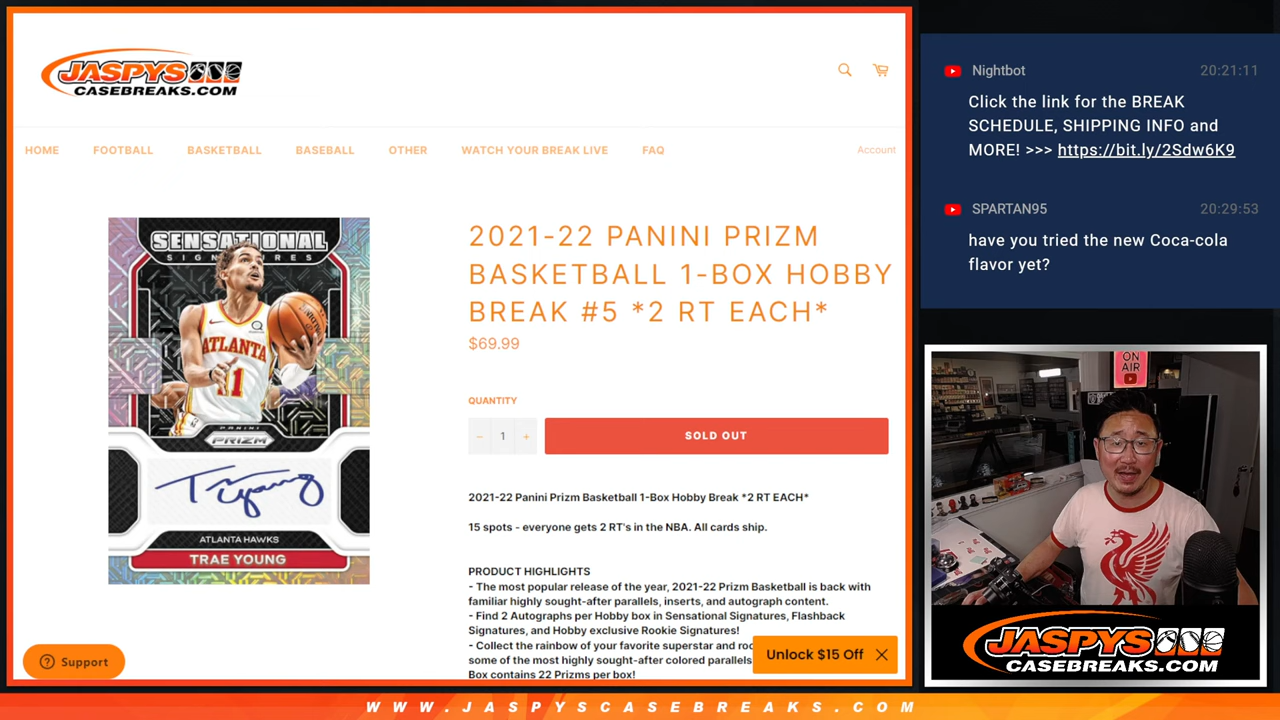 JASPYS
CASEBREAKS.COM
HOME
FOOTBALL
BASKETBALL
BASEBALL
OTHER
WATCH YOUR BREAK LIVE
FAQ
Account
SENSATIONAL
SIGNATURES
ATLANTA
11
PANINI
PRIZM
ATLANTA HAWKS
TRAE YOUNG
2021-22 PANINI PRIZM
BASKETBALL 1-BOX HOBBY
BREAK #5 *2 RT EACH*
$69.99
QUANTITY
− 1 +
SOLD OUT
2021-22 Panini Prizm Basketball 1-Box Hobby Break *2 RT EACH*
15 spots - everyone gets 2 RT's in the NBA. All cards ship.
PRODUCT HIGHLIGHTS
- The most popular release of the year, 2021-22 Prizm Basketball is back with
familiar highly sought-after parallels, inserts, and autograph content.
- Find 2 Autographs per Hobby box in Sensational Signatures, Flashback
Signatures, and Hobby exclusive Rookie Signatures!
- Collect the rainbow of your favorite superstar and
some of the most highly sought-after colored parallels
Box contains 22 Prizms per box!
Support
Unlock $15 Off
Nightbot
20:21:11
Click the link for the BREAK
SCHEDULE, SHIPPING INFO and
MORE! >>> https://bit.ly/2Sdw6K9
SPARTAN95
20:29:53
have you tried the new Coca-cola
flavor yet?
ON
AIR
JASPYS
CASEBREAKS.COM
WWW.JASPYSCASEBREAKS.COM